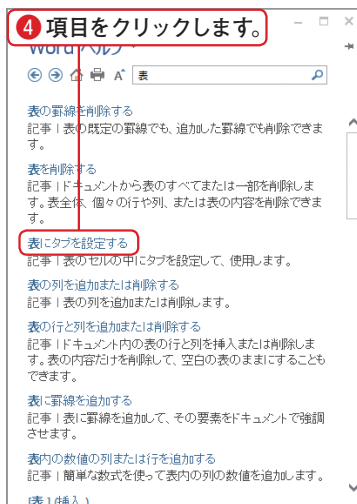 ❹ 項目をクリックします。
Word ヘルプ
表
表の罫線を削除する
記事 | 表の既定の罫線でも、追加した罫線でも削除できま
す。
表を削除する
記事 | ドキュメントから表のすべてまたは一部を削除しま
す。表全体、個々の行や列、または表の内容を削除できま
す。
表にタブを設定する
記事 | 表のセルの中にタブを設定して、使用します。
表の列を追加または削除する
記事 | 表の列を追加または削除します。
表の行と列を追加または削除する
記事 | ドキュメント内の表の行と列を挿入または削除しま
す。表の内容だけを削除して、空白の表のままにすることも
できます。
表に罫線を追加する
記事 | 表に罫線を追加して、その要素をドキュメントで強調
させます。
表内の数値の列または行を追加する
記事 | 簡単な数式を使って表内の列の数値を追加します。